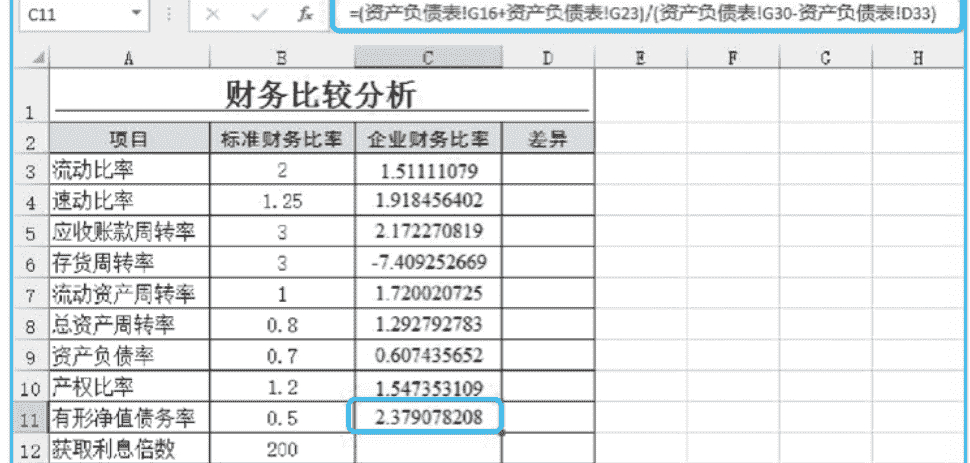 C11 fx =(资产负债表!G16+资产负债表!G23)/(资产负债表!G30-资产负债表!D33)
A B C D E F G H
1 财务比较分析
2 项目 标准财务比率 企业财务比率 差异
3 流动比率 2 1.51111079
4 速动比率 1.25 1.918456402
5 应收账款周转率 3 2.172270819
6 存货周转率 3 -7.409252669
7 流动资产周转率 1 1.720020725
8 总资产周转率 0.8 1.292792783
9 资产负债率 0.7 0.607435652
10 产权比率 1.2 1.547353109
11 有形净值债务率 0.5 2.379078208
12 获取利息倍数 200